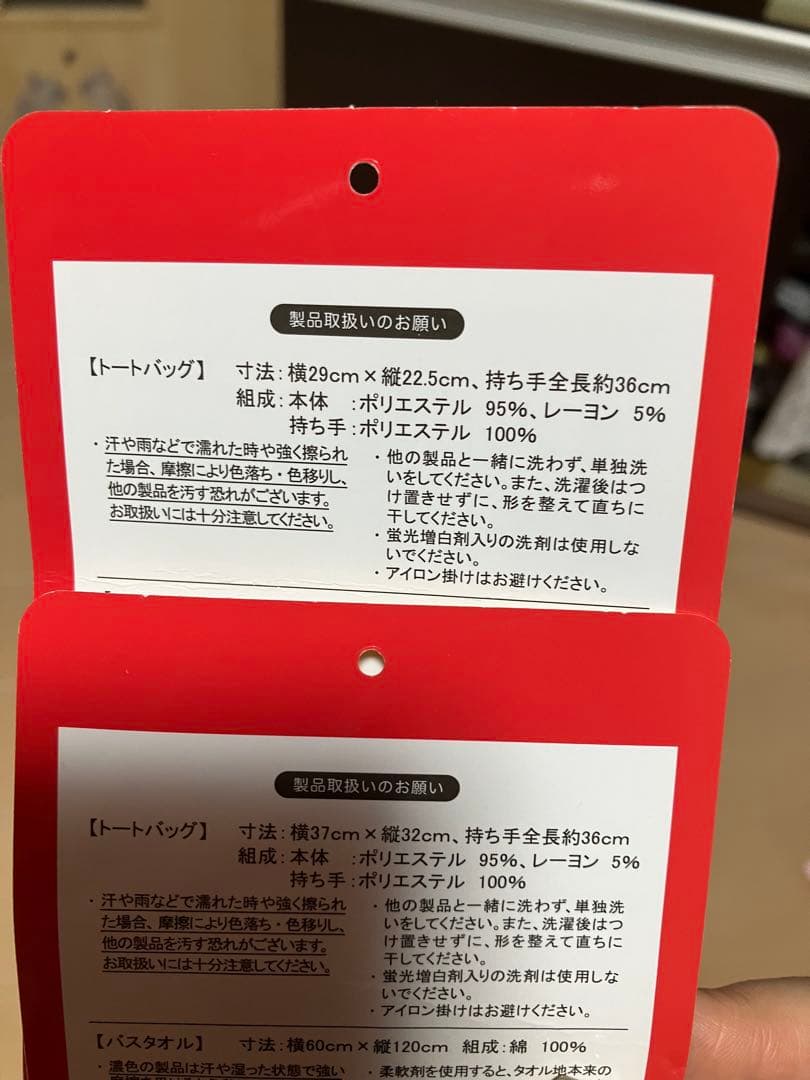 製品取扱いのお願い
【トートバッグ】 寸法:横29cm×縦22.5cm、持ち手全長約36cm
組成:本体 :ポリエステル 95%、レーヨン 5%
持ち手:ポリエステル 100%
・汗や雨などで濡れた時や強く擦られ
た場合、摩擦により色落ち・色移りし、
他の製品を汚す恐れがございます。
お取扱いには十分注意してください。
・他の製品と一緒に洗わず、単独洗
いをしてください。また、洗濯後はつ
け置きせずに、形を整えて直ちに
干してください。
・蛍光増白剤入りの洗剤は使用しな
いでください。
・アイロン掛けはお避けください。
製品取扱いのお願い
【トートバッグ】 寸法:横37cm×縦32cm、持ち手全長約36cm
組成:本体 :ポリエステル 95%、レーヨン 5%
持ち手:ポリエステル 100%
・汗や雨などで濡れた時や強く擦られ
た場合、摩擦により色落ち・色移りし、
他の製品を汚す恐れがございます。
お取扱いには十分注意してください。
・他の製品と一緒に洗わず、単独洗
いをしてください。また、洗濯後はつ
け置きせずに、形を整えて直ちに
干してください。
・蛍光増白剤入りの洗剤は使用しな
いでください。
・アイロン掛けはお避けください。
【バスタオル】 寸法:横60cm×縦120cm 組成:綿 100%
・濃色の製品は汗や湿った状態で強い
・柔軟剤を使用すると、タオル地本来の